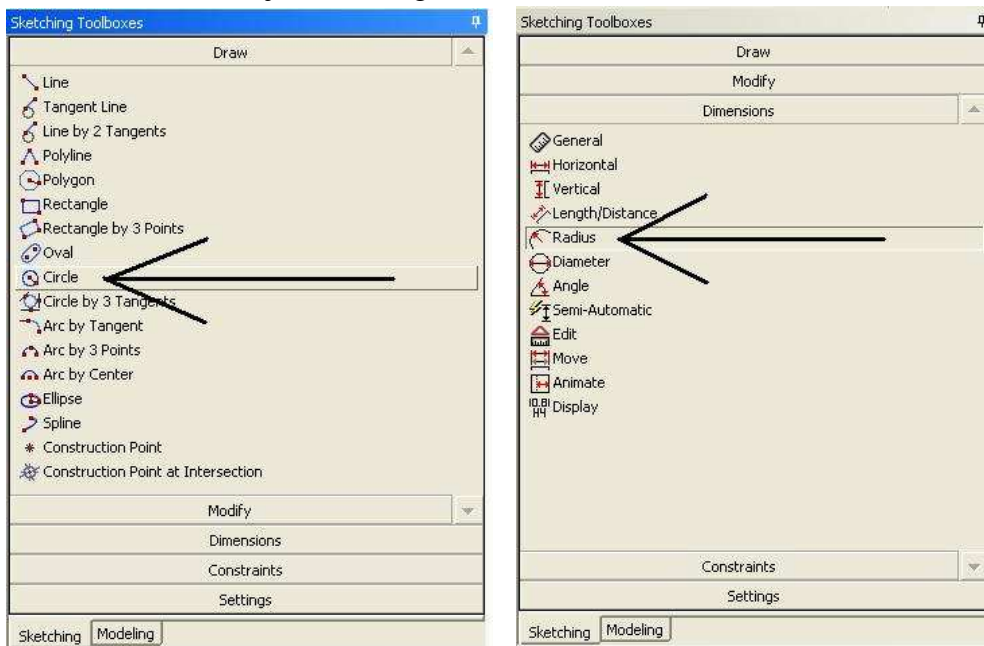 Sketching Toolboxes
Draw
Line
Tangent Line
Line by 2 Tangents
Polyline
Polygon
Rectangle
Rectangle by 3 Points
Oval
Circle
Circle by 3 Tangents
Arc by Tangent
Arc by 3 Points
Arc by Center
Ellipse
Spline
Construction Point
Construction Point at Intersection
Modify
Dimensions
Constraints
Settings
Sketching Modeling
Sketching Toolboxes
Draw
Modify
Dimensions
General
Horizontal
Vertical
Length/Distance
Radius
Diameter
Angle
Semi-Automatic
Edit
Move
Animate
Display
Constraints
Settings
Sketching Modeling